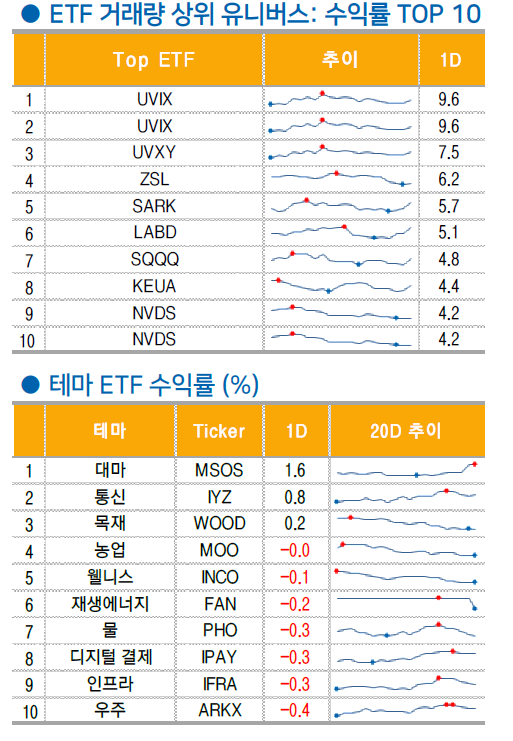 ● ETF 거래량 상위 유니버스: 수익률 TOP 10
Top ETF 추이 1D
1 UVIX 9.6
2 UVIX 9.6
3 UVXY 7.5
4 ZSL 6.2
5 SARK 5.7
6 LABD 5.1
7 SQQQ 4.8
8 KEUA 4.4
9 NVDS 4.2
10 NVDS 4.2
● 테마 ETF 수익률 (%)
테마 Ticker 1D 20D 추이
1 대마 MSOS 1.6
2 통신 IYZ 0.8
3 목재 WOOD 0.2
4 농업 MOO -0.0
5 웰니스 INCO -0.1
6 재생에너지 FAN -0.2
7 물 PHO -0.3
8 디지털 결제 IPAY -0.3
9 인프라 IFRA -0.3
10 우주 ARKX -0.4